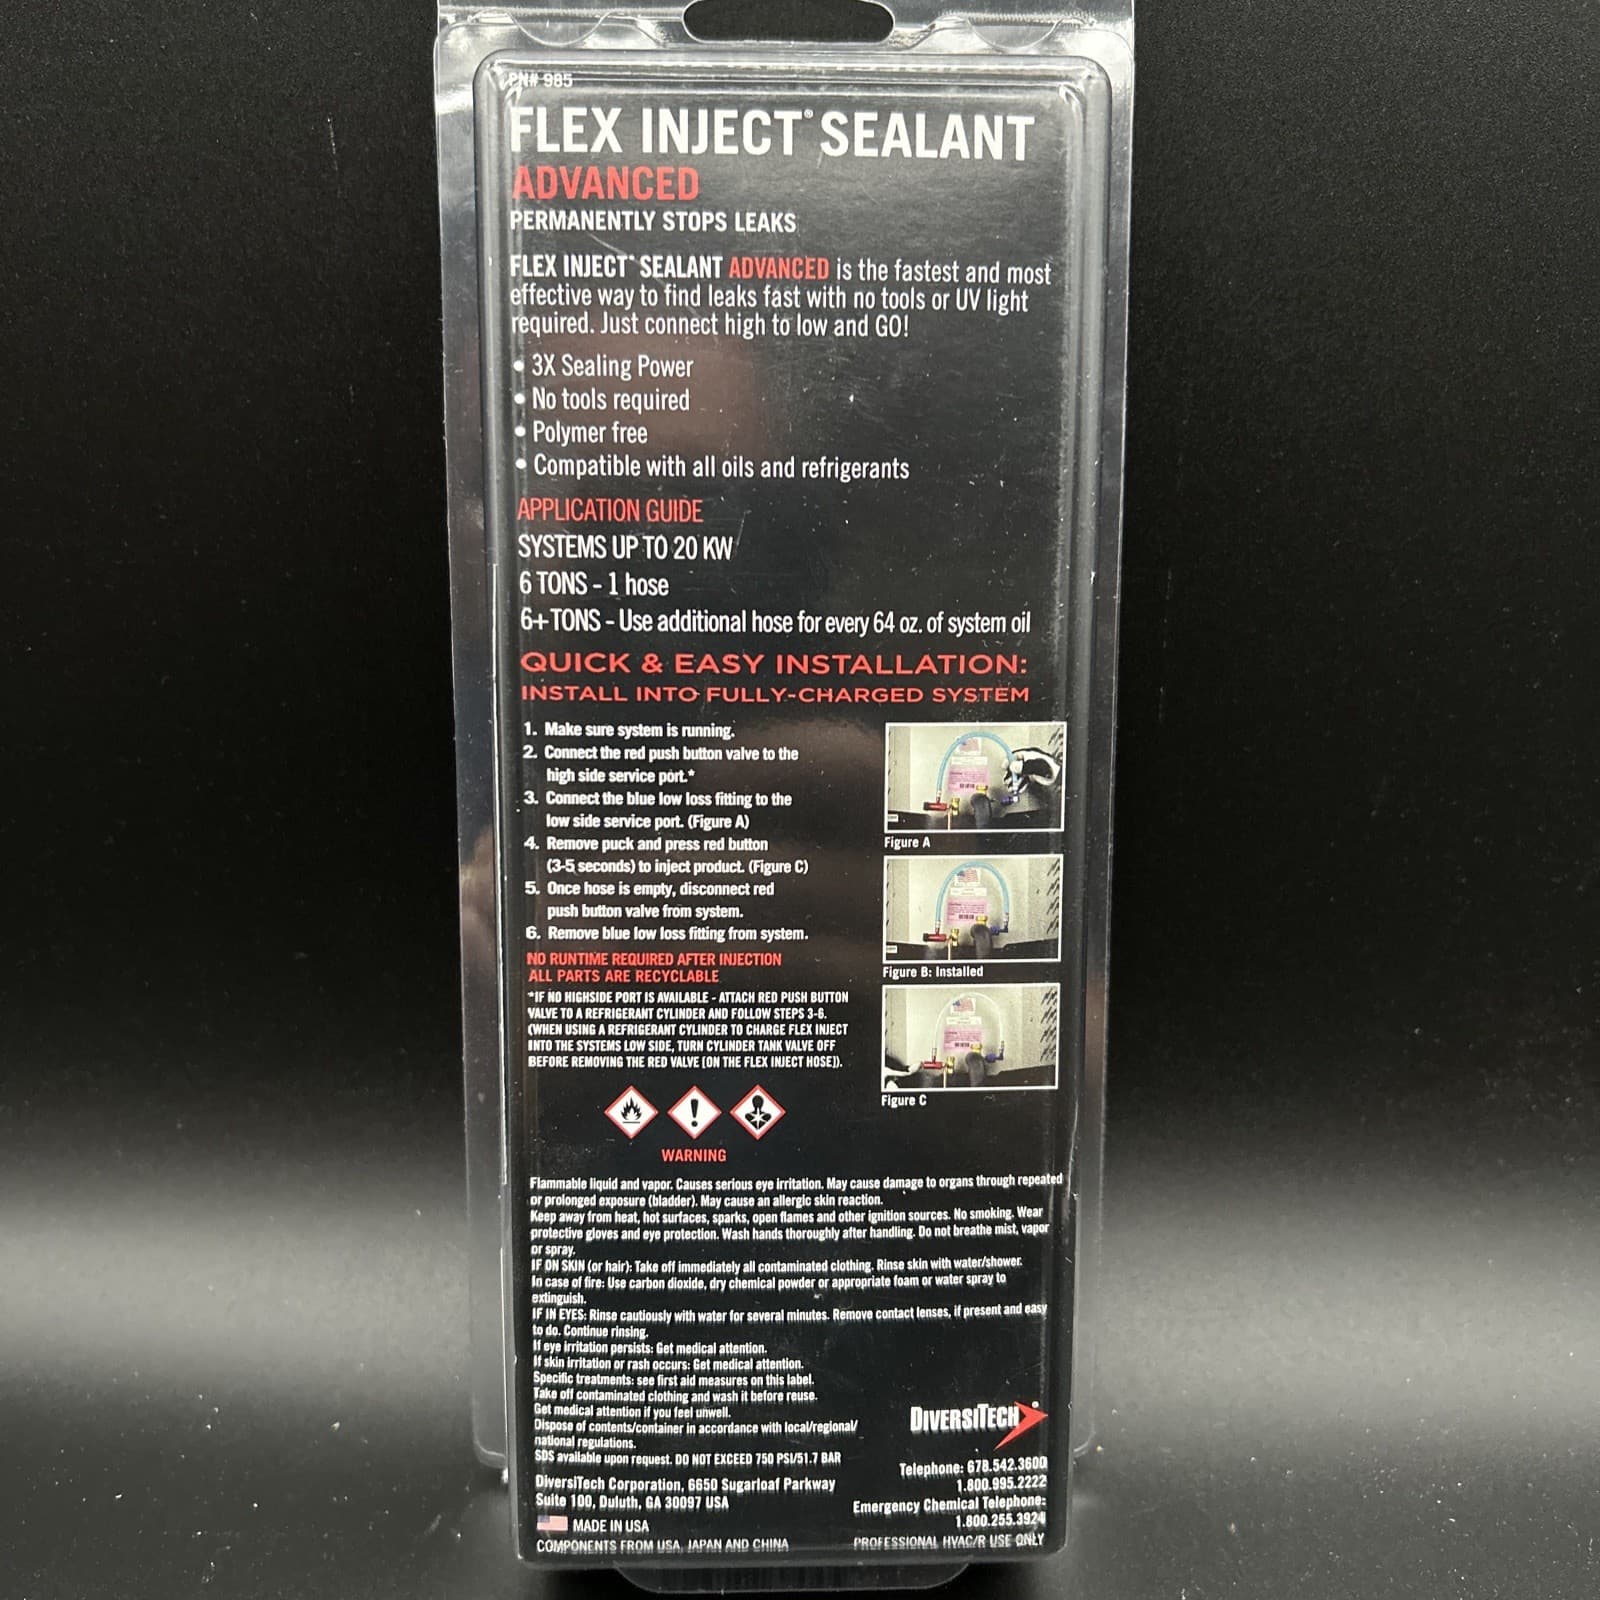 PN# 985
FLEX INJECT® SEALANT
ADVANCED
PERMANENTLY STOPS LEAKS
FLEX INJECT® SEALANT ADVANCED is the fastest and most
effective way to find leaks fast with no tools or UV light
required. Just connect high to low and GO!
• 3X Sealing Power
• No tools required
• Polymer free
• Compatible with all oils and refrigerants
APPLICATION GUIDE
SYSTEMS UP TO 20 KW
6 TONS - 1 hose
6+TONS - Use additional hose for every 64 oz. of system oil
QUICK & EASY INSTALLATION:
INSTALL INTO FULLY-CHARGED SYSTEM
1. Make sure system is running.
2. Connect the red push button valve to the
high side service port.*
3. Connect the blue low loss fitting to the
low side service port. (Figure A)
4. Remove puck and press red button
(3-5 seconds) to inject product. (Figure C)
5. Once hose is empty, disconnect red
push button valve from system.
6. Remove blue low loss fitting from system.
NO RUNTIME REQUIRED AFTER INJECTION
ALL PARTS ARE RECYCLABLE
*IF NO HIGHSIDE PORT IS AVAILABLE - ATTACH RED PUSH BUTTON
VALVE TO A REFRIGERANT CYLINDER AND FOLLOW STEPS 3-6.
(WHEN USING A REFRIGERANT CYLINDER TO CHARGE FLEX INJECT
INTO THE SYSTEMS LOW SIDE, TURN CYLINDER TANK VALVE OFF
BEFORE REMOVING THE RED VALVE [ON THE FLEX INJECT HOSE]).
Figure A
Figure B: Installed
Figure C
WARNING
Flammable liquid and vapor. Causes serious eye irritation. May cause damage to organs through repeated
or prolonged exposure (bladder). May cause an allergic skin reaction.
Keep away from heat, hot surfaces, sparks, open flames and other ignition sources. No smoking. Wear
protective gloves and eye protection. Wash hands thoroughly after handling. Do not breathe mist, vapor
or spray.
IF ON SKIN (or hair): Take off immediately all contaminated clothing. Rinse skin with water/shower.
In case of fire: Use carbon dioxide, dry chemical powder or appropriate foam or water spray to
extinguish.
IF IN EYES: Rinse cautiously with water for several minutes. Remove contact lenses, if present and easy
to do. Continue rinsing.
If eye irritation persists: Get medical attention.
If skin irritation or rash occurs: Get medical attention.
Specific treatments: see first aid measures on this label.
Take off contaminated clothing and wash it before reuse.
Get medical attention if you feel unwell.
Dispose of contents/container in accordance with local/regional/
national regulations.
SDS available upon request. DO NOT EXCEED 750 PSI/51.7 BAR
DiversiTech Corporation, 6650 Sugarloaf Parkway
Suite 100, Duluth, GA 30097 USA
MADE IN USA
COMPONENTS FROM USA, JAPAN AND CHINA
DIVERSITECH®
Telephone: 678.542.3600
1.800.995.2222
Emergency Chemical Telephone:
1.800.255.3924
PROFESSIONAL HVAC/R USE ONLY